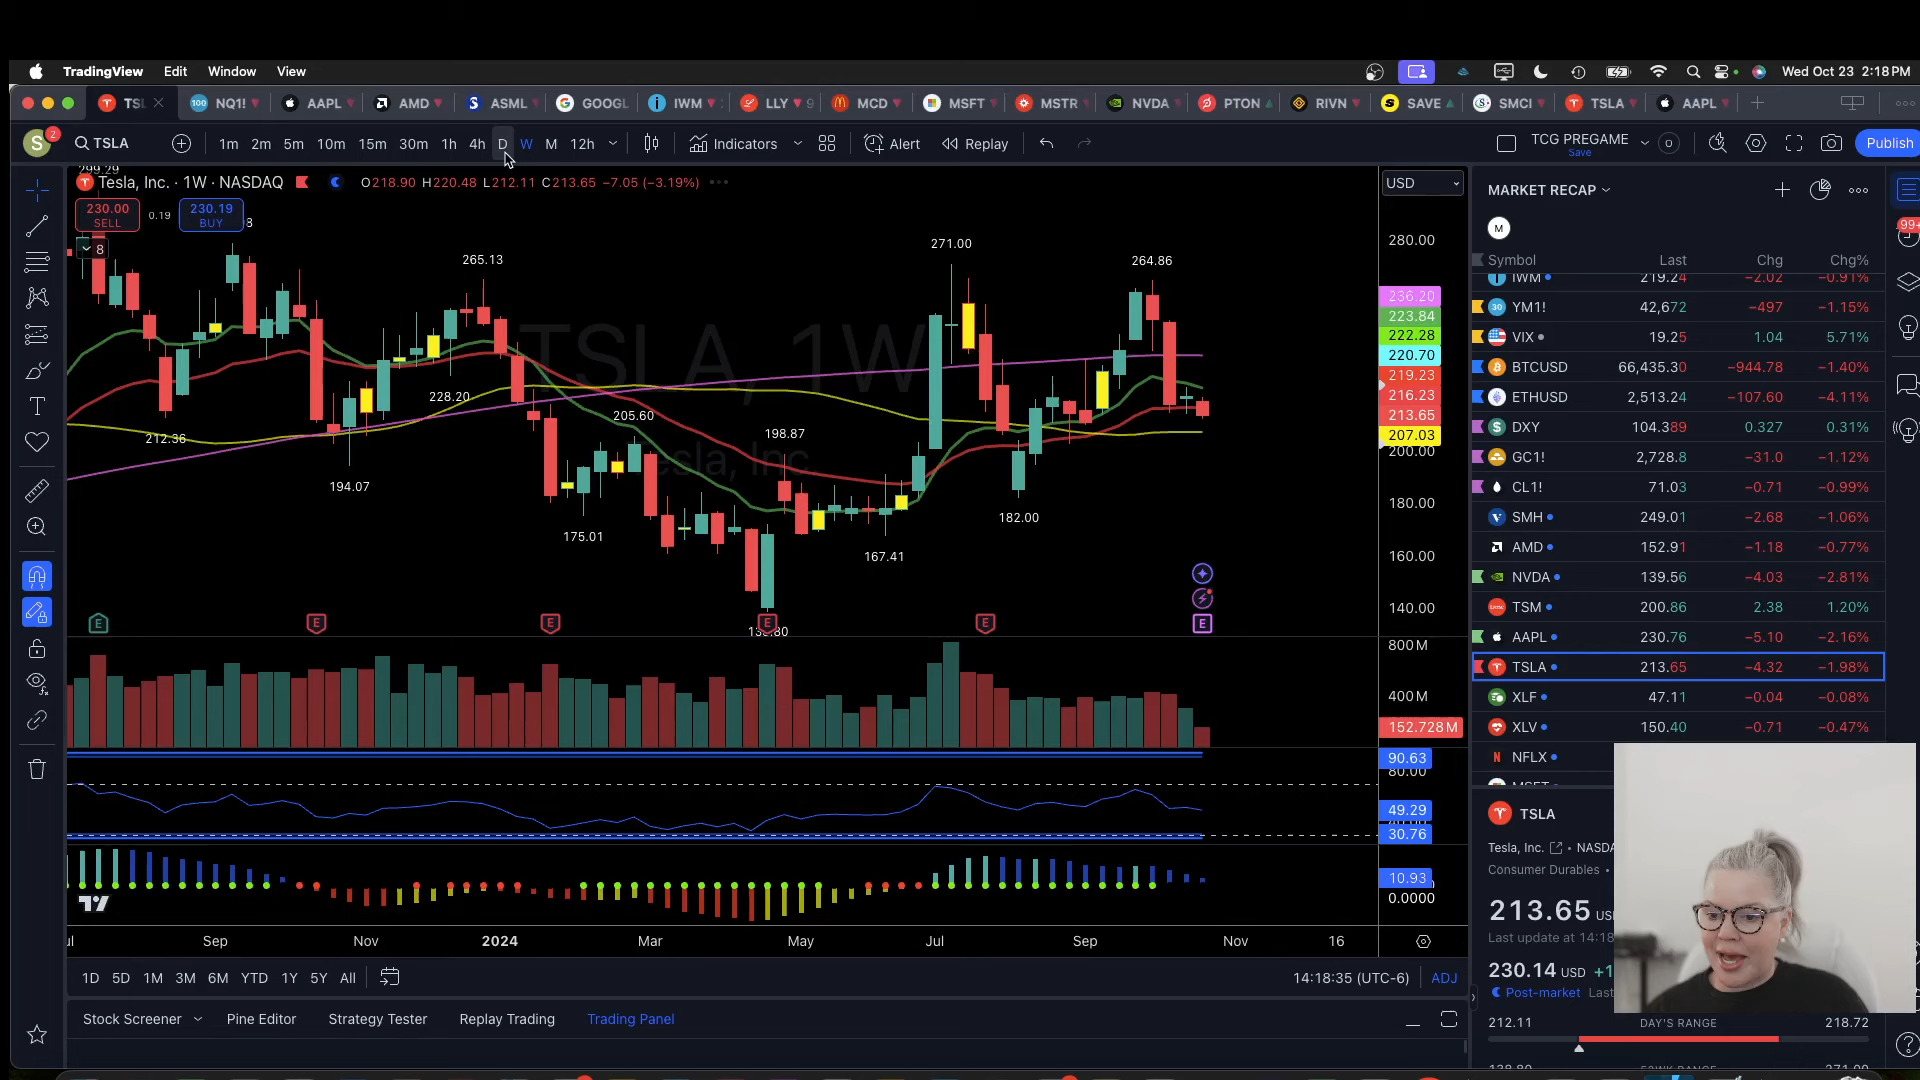 TradingView Edit Window View
Wed Oct 23 2:18 PM
TSL NQ1! AAPL AMD ASML GOOGL IWM LLY 9 MCD MSFT MSTR NVDA PTON RIVN SAVE SMCI TSLA AAPL
S 2 TSLA 1m 2m 5m 10m 15m 30m 1h 4h D W M 12h Indicators Alert Replay
TCG PREGAME
Save
Publish
299.29
Tesla, Inc. · 1W · NASDAQ O218.90 H220.48 L212.11 C213.65 −7.05 (−3.19%)
230.00
SELL
0.19
230.19
BUY
8
TSLA, 1W
esla, Inc
265.13
271.00
264.86
212.36
194.07
228.20
175.01
205.60
198.87
167.41
182.00
USD
280.00
236.20
223.84
222.28
220.70
219.23
216.23
213.65
207.03
200.00
180.00
160.00
140.00
E E E E E E
800M
400M
152.728M
90.63
80.00
49.29
30.76
10.93
0.0000
Sep Nov 2024 Mar May Jul Sep Nov 16
1D 5D 1M 3M 6M YTD 1Y 5Y All
14:18:35 (UTC-6) ADJ
Stock Screener Pine Editor Strategy Tester Replay Trading Trading Panel
MARKET RECAP
M
Symbol Last Chg Chg%
IWM 219.24 −2.02 −0.91%
YM1! 42,672 −497 −1.15%
VIX 19.25 1.04 5.71%
BTCUSD 66,435.30 −944.78 −1.40%
ETHUSD 2,513.24 −107.60 −4.11%
DXY 104.389 0.327 0.31%
GC1! 2,728.8 −31.0 −1.12%
CL1! 71.03 −0.71 −0.99%
SMH 249.01 −2.68 −1.06%
AMD 152.91 −1.18 −0.77%
NVDA 139.56 −4.03 −2.81%
TSM 200.86 2.38 1.20%
AAPL 230.76 −5.10 −2.16%
TSLA 213.65 −4.32 −1.98%
XLF 47.11 −0.04 −0.08%
XLV 150.40 −0.71 −0.47%
NFLX
MSFT
99+
TSLA
Tesla, Inc. • NASDA
Consumer Durables •
213.65
Last update at 14:18
230.14 USD +1
Post-market Last
212.11 DAY'S RANGE 218.72
138.80 52WK RANGE 271.00